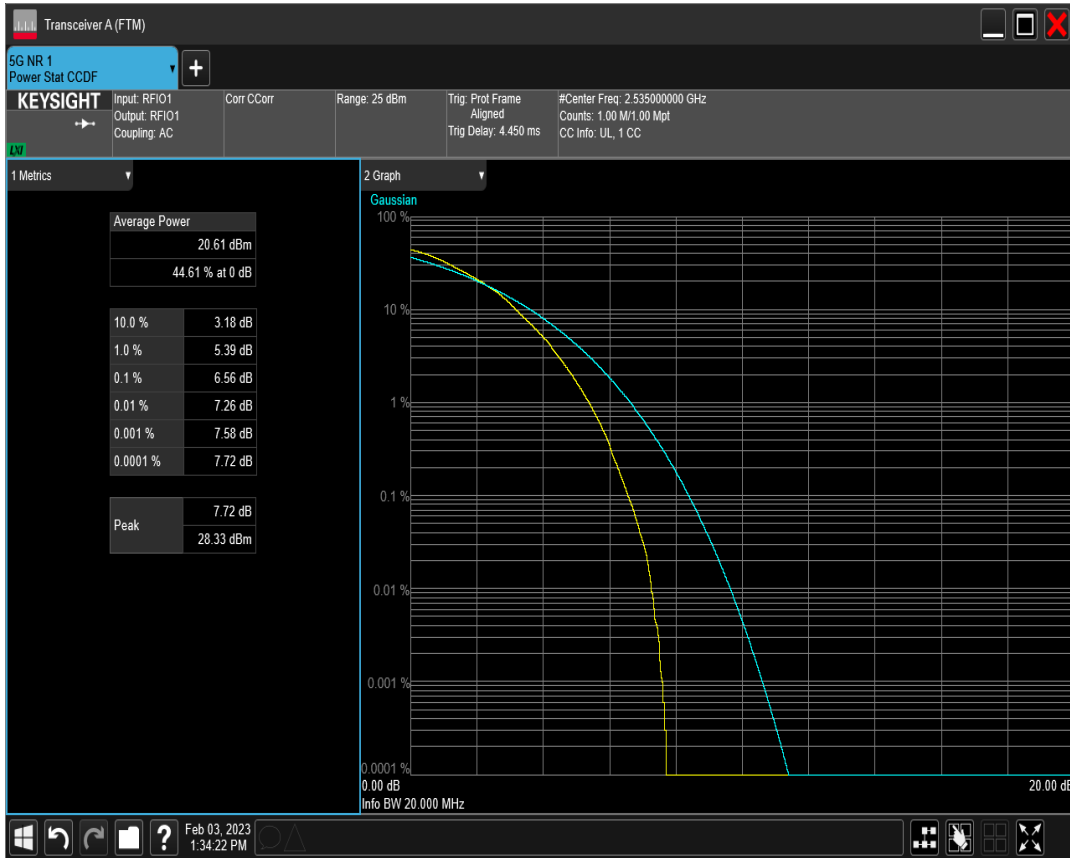 Transceiver A (FTM)
5G NR 1
Power Stat CCDF
+
KEYSIGHT
LXI
Input: RFIO1
Output: RFIO1
Coupling: AC
Corr CCorr
Range: 25 dBm
Trig: Prot Frame
Aligned
Trig Delay: 4.450 ms
#Center Freq: 2.535000000 GHz
Counts: 1.00 M/1.00 Mpt
CC Info: UL, 1 CC
1 Metrics
Average Power
20.61 dBm
44.61 % at 0 dB
10.0 % 3.18 dB
1.0 % 5.39 dB
0.1 % 6.56 dB
0.01 % 7.26 dB
0.001 % 7.58 dB
0.0001 % 7.72 dB
Peak
7.72 dB
28.33 dBm
2 Graph
Gaussian
100 %
10 %
1 %
0.1 %
0.01 %
0.001 %
0.0001 %
0.00 dB 20.00 dB
Info BW 20.000 MHz
?
Feb 03, 2023
1:34:22 PM